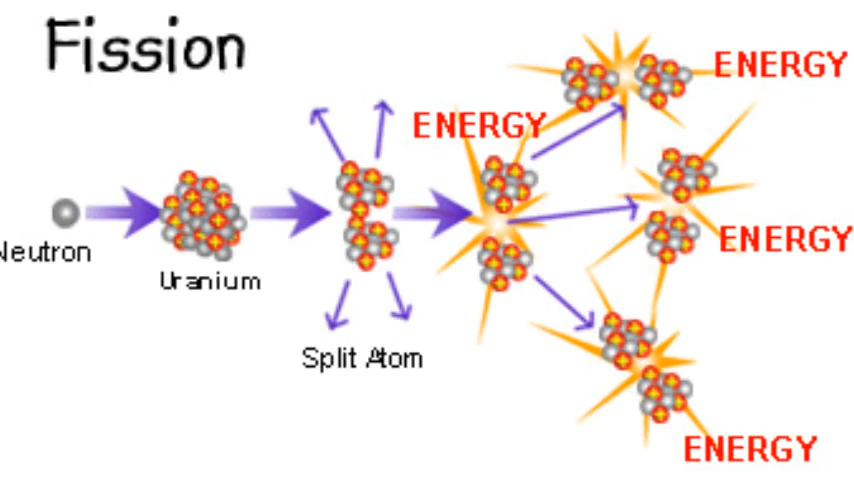 Fission
ENERGY
ENERGY
Neutron
Uranium
ENERGY
Split Atom
ENERGY